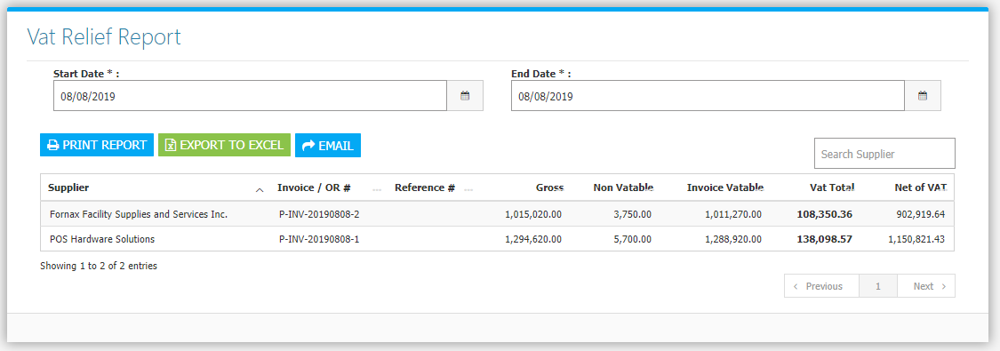 Vat Relief Report
Start Date * : End Date * :
08/08/2019 08/08/2019
PRINT REPORT EXPORT TO EXCEL EMAIL
Search Supplier
Supplier Invoice / OR # Reference # Gross Non Vatable Invoice Vatable Vat Total Net of VAT
Fornax Facility Supplies and Services Inc. P-INV-20190808-2 1,015,020.00 3,750.00 1,011,270.00 108,350.36 902,919.64
POS Hardware Solutions P-INV-20190808-1 1,294,620.00 5,700.00 1,288,920.00 138,098.57 1,150,821.43
Showing 1 to 2 of 2 entries
‹ Previous 1 Next ›